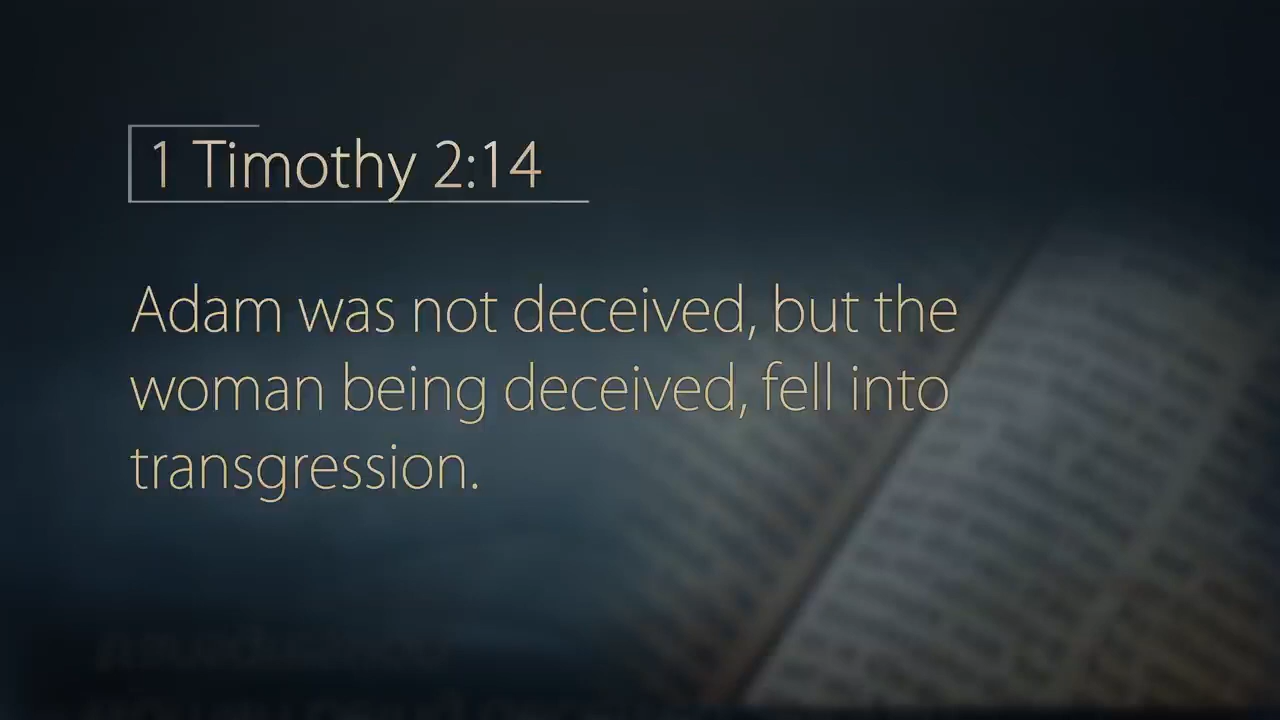 1 Timothy 2:14
Adam was not deceived, but the
woman being deceived, fell into
transgression.